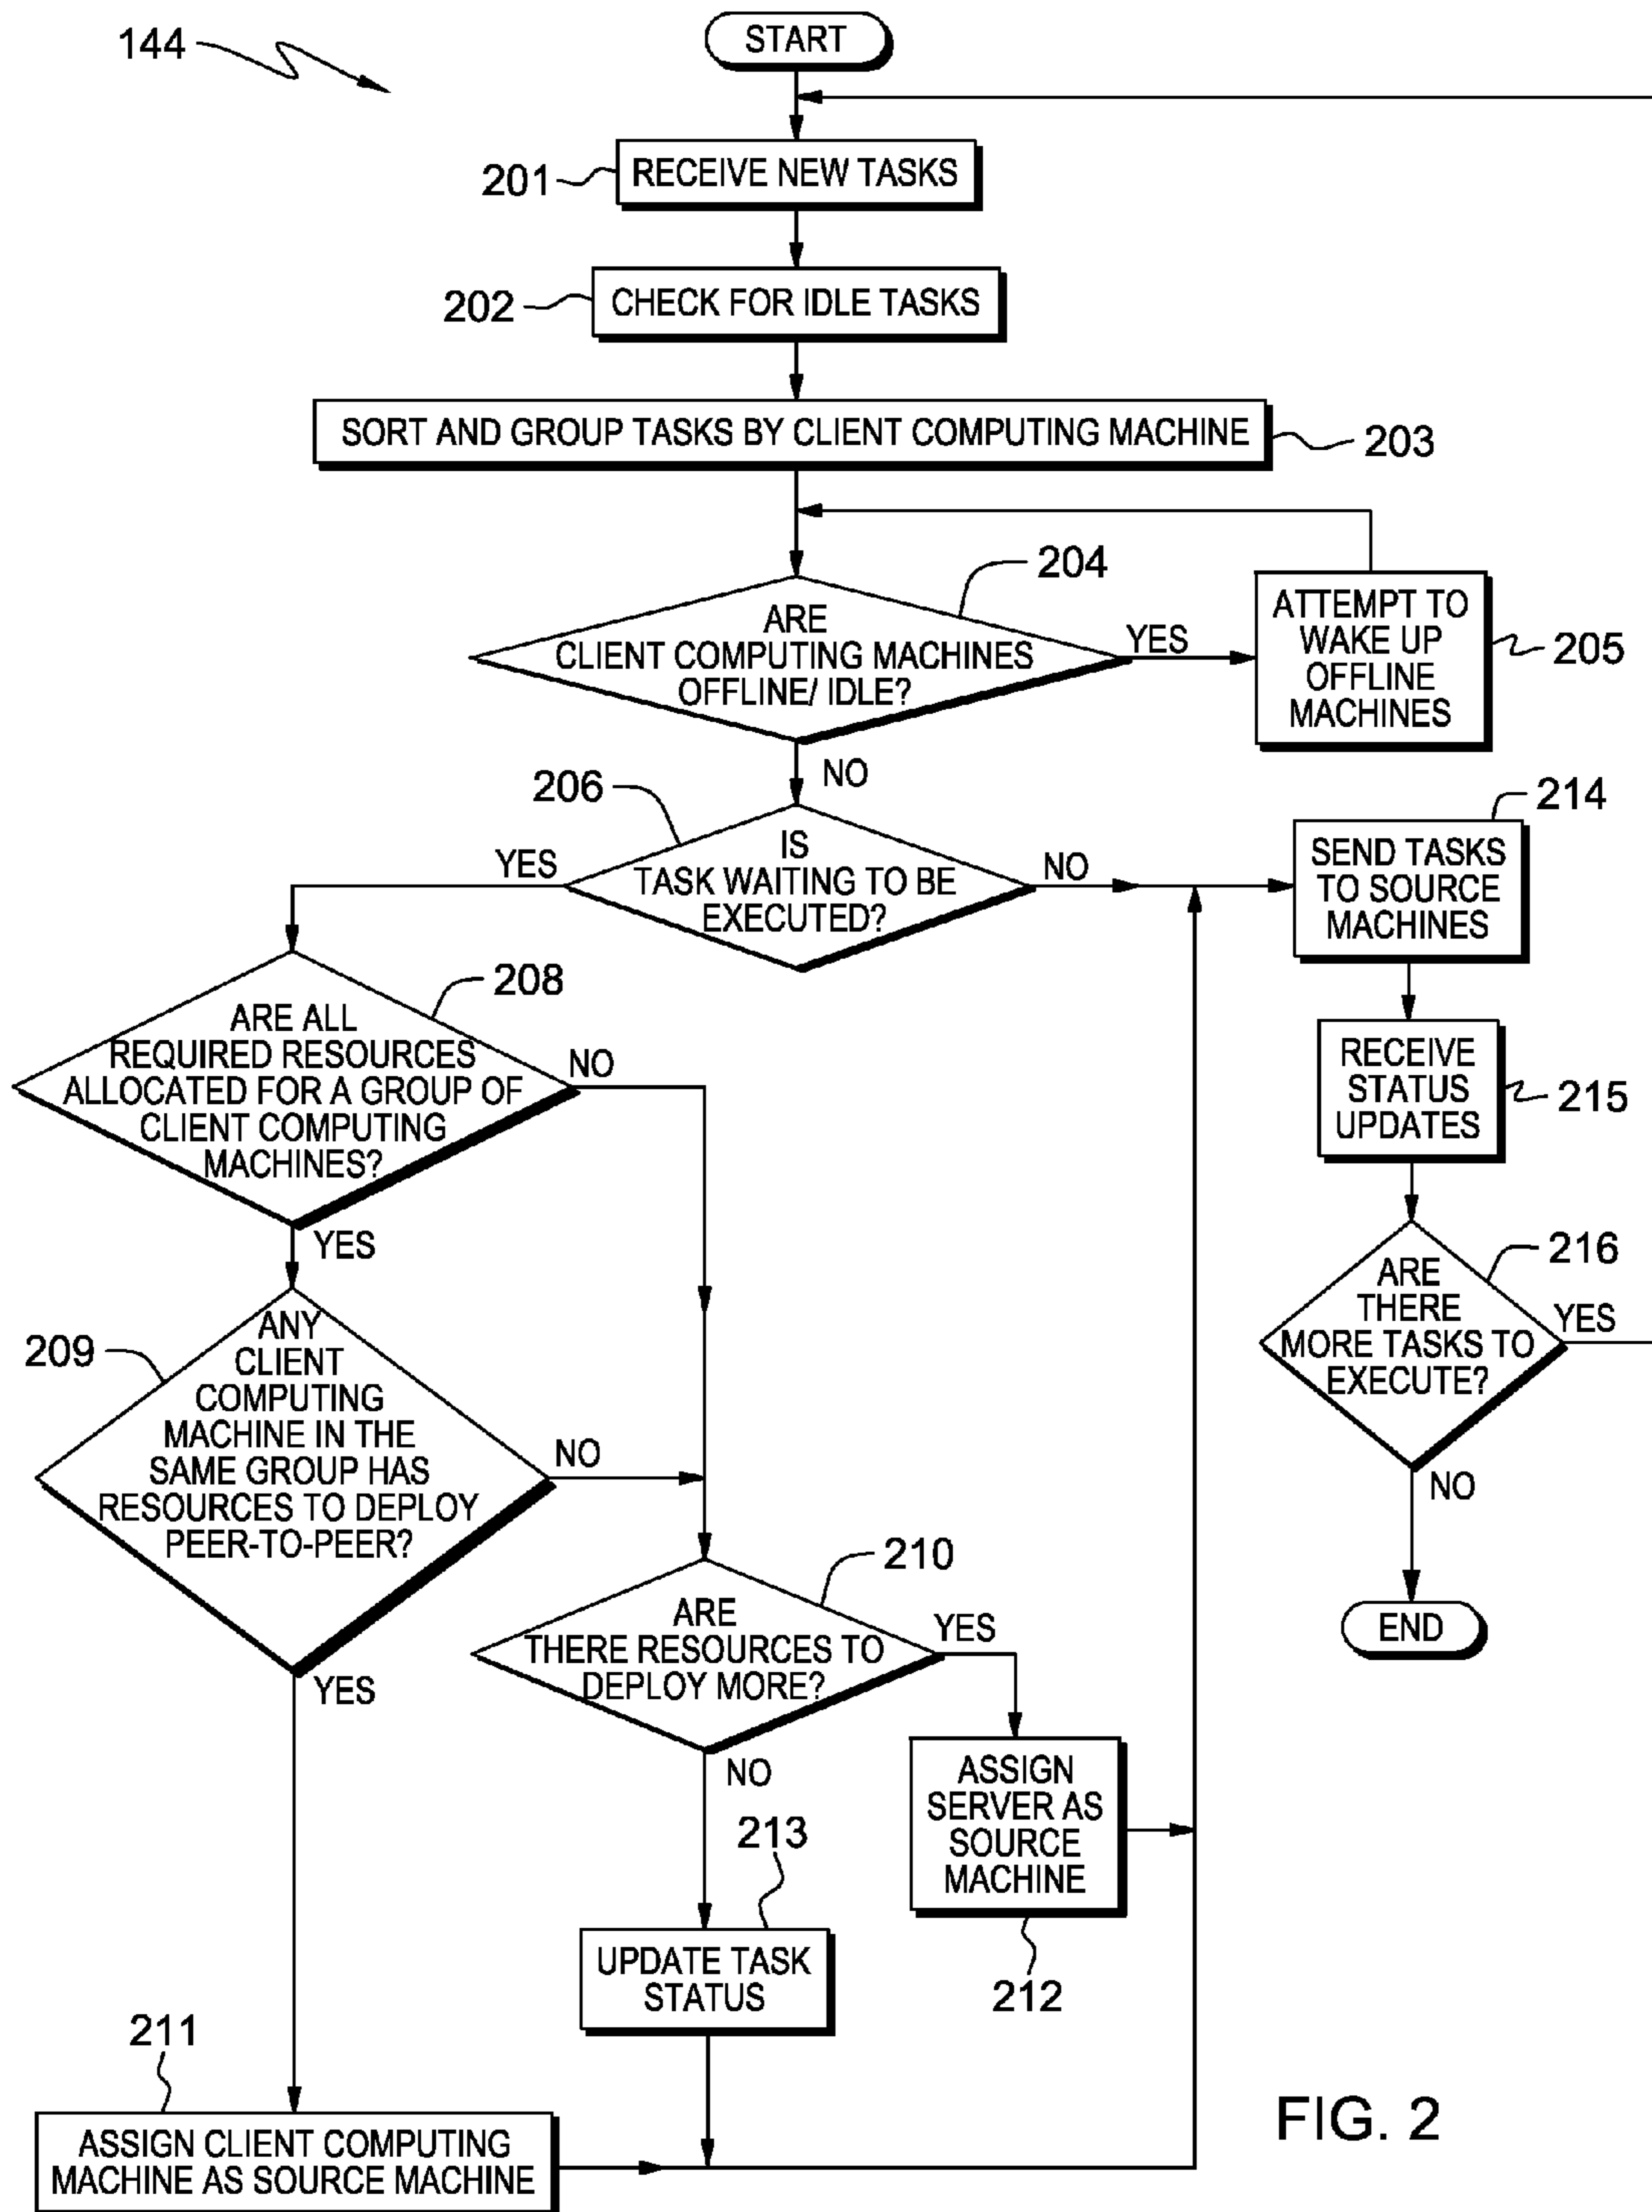 144
START
201
RECEIVE NEW TASKS
202
CHECK FOR IDLE TASKS
SORT AND GROUP TASKS BY CLIENT COMPUTING MACHINE
203
204
ARE
CLIENT COMPUTING MACHINES
OFFLINE/ IDLE?
YES
ATTEMPT TO
WAKE UP
OFFLINE
MACHINES
205
NO
206
IS
TASK WAITING TO BE
EXECUTED?
YES
NO
214
SEND TASKS
TO SOURCE
MACHINES
208
ARE ALL
REQUIRED RESOURCES
ALLOCATED FOR A GROUP OF
CLIENT COMPUTING
MACHINES?
NO
YES
RECEIVE
STATUS
UPDATES
215
209
ANY
CLIENT
COMPUTING
MACHINE IN THE
SAME GROUP HAS
RESOURCES TO DEPLOY
PEER-TO-PEER?
NO
YES
216
ARE
THERE
MORE TASKS TO
EXECUTE?
YES
NO
END
210
ARE
THERE RESOURCES TO
DEPLOY MORE?
YES
NO
ASSIGN
SERVER AS
SOURCE
MACHINE
212
213
UPDATE TASK
STATUS
211
ASSIGN CLIENT COMPUTING
MACHINE AS SOURCE MACHINE
FIG. 2